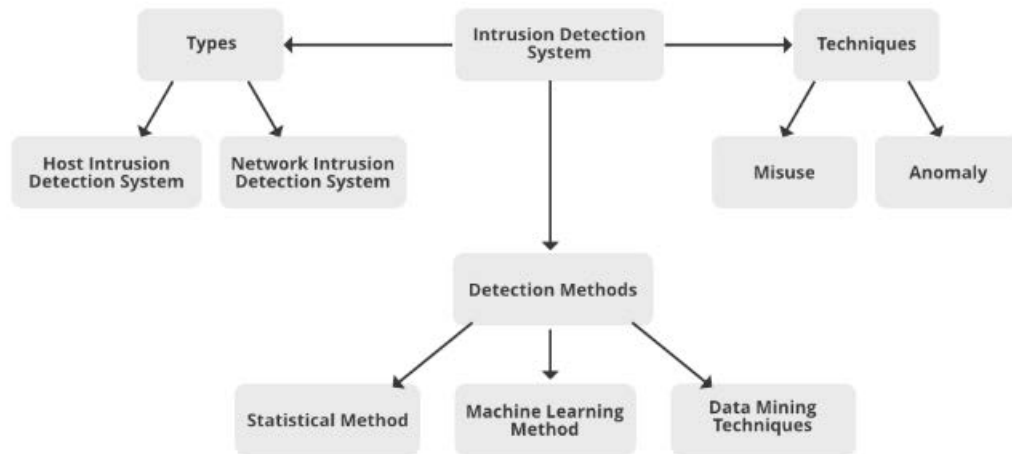 Types
Intrusion Detection
System
Techniques
Host Intrusion
Detection System
Network Intrusion
Detection System
Misuse
Anomaly
Detection Methods
Statistical Method
Machine Learning
Method
Data Mining
Techniques